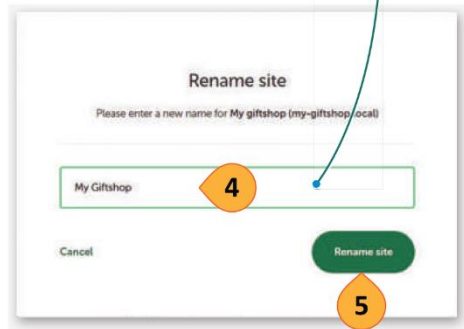 Rename site
Please enter a new name for My giftshop (my-giftshop.local)
My Giftshop
4
Cancel
Rename site
5